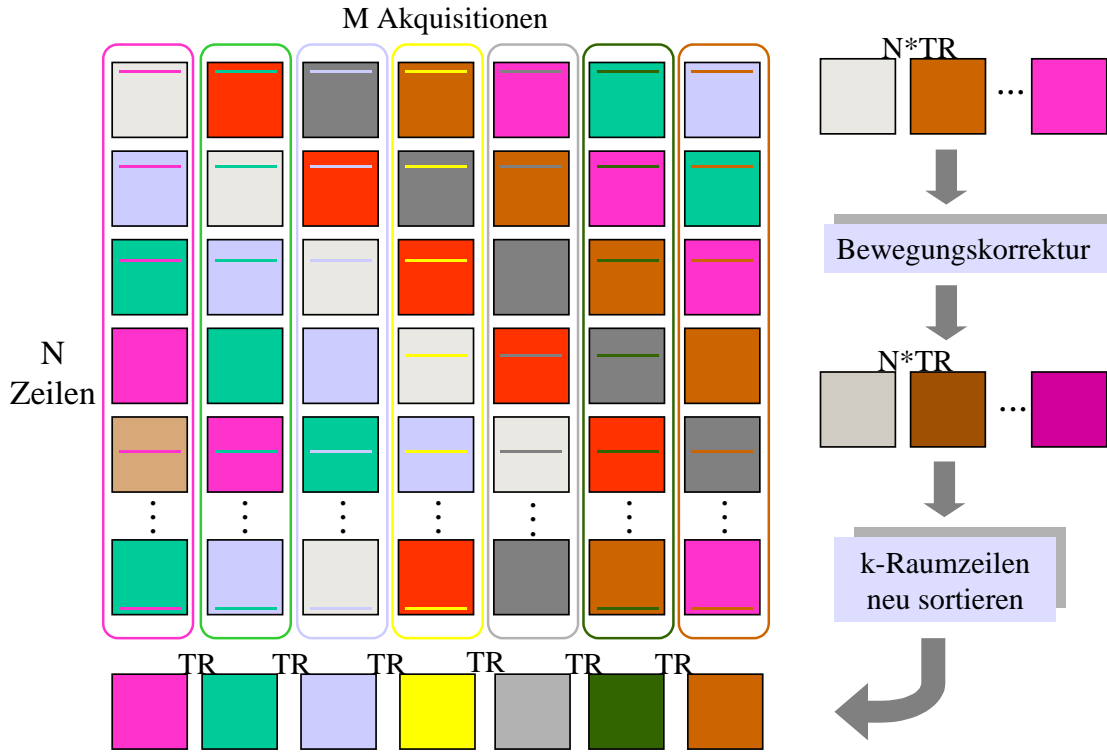 M Akquisitionen
N
Zeilen
TR TR TR TR TR TR
N*TR
...
Bewegungskorrektur
N*TR
...
k-Raumzeilen
neu sortieren